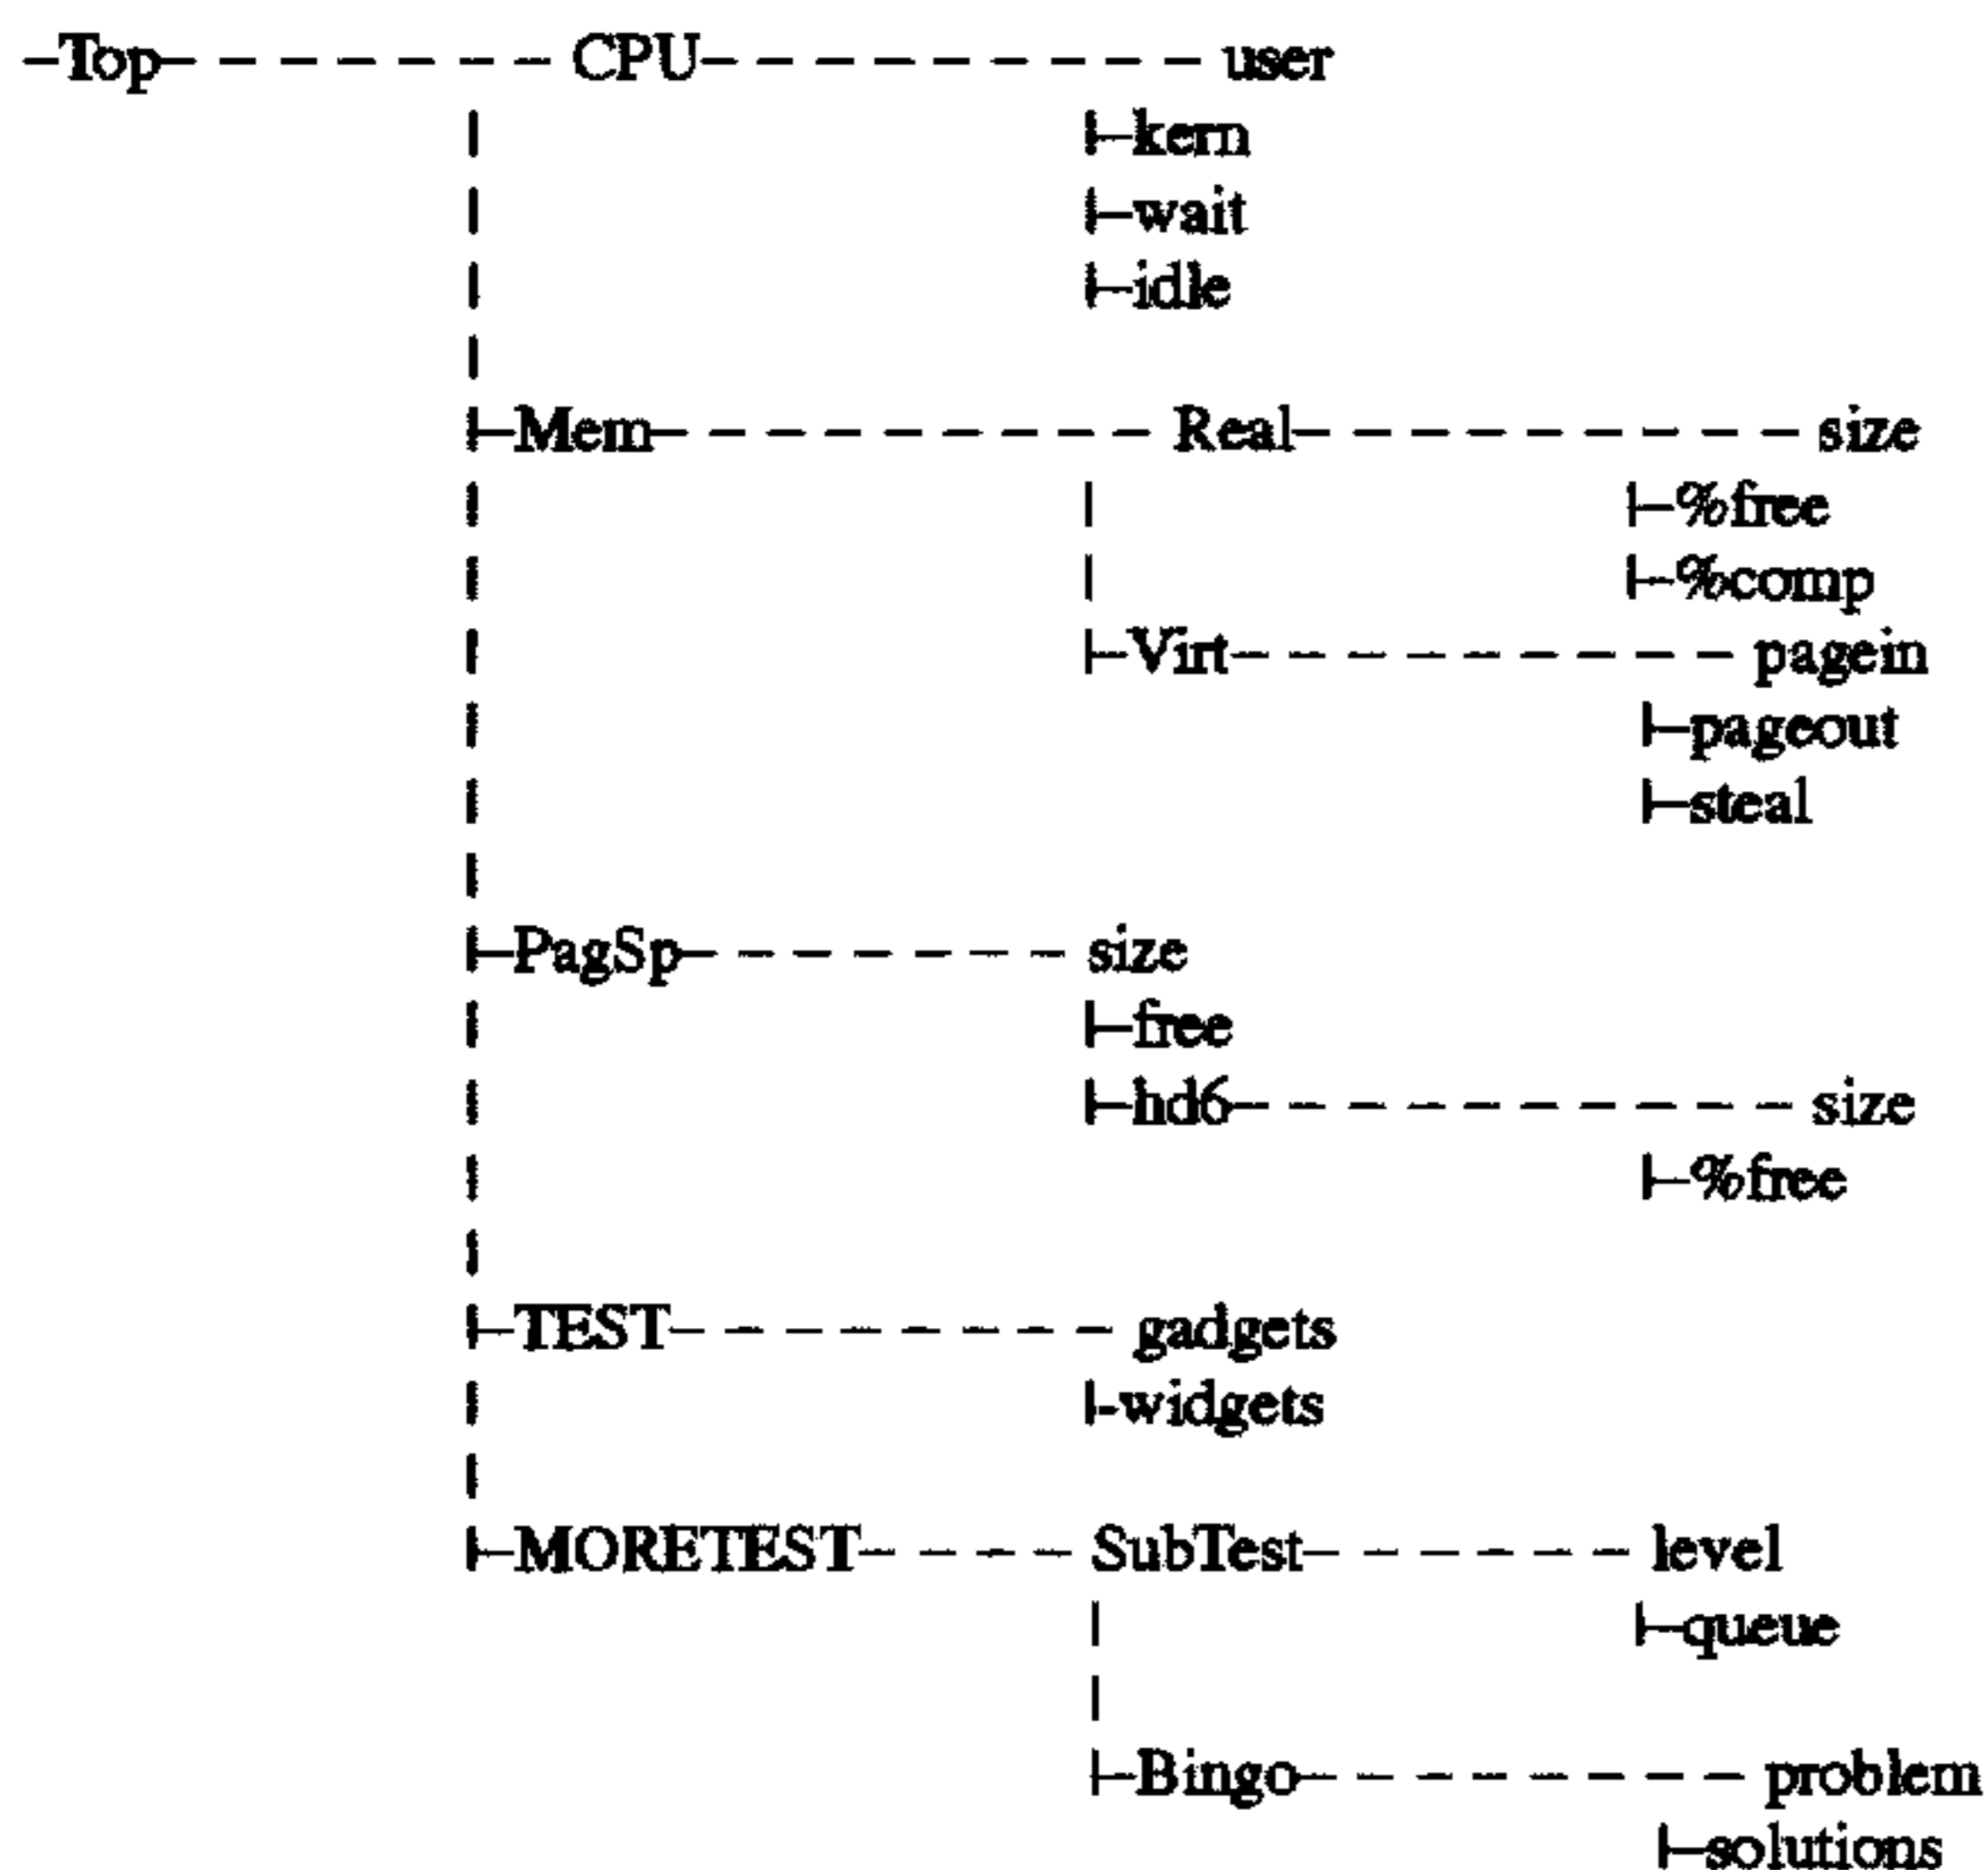 Top CPU user
kern
wait
idle
Mem Real size
%free
%comp
Virt pagein
pageout
steal
PagSp size
free
hd6 size
%free
TEST gadgets
widgets
MORETEST SubTest level
queue
Bingo problem
solutions